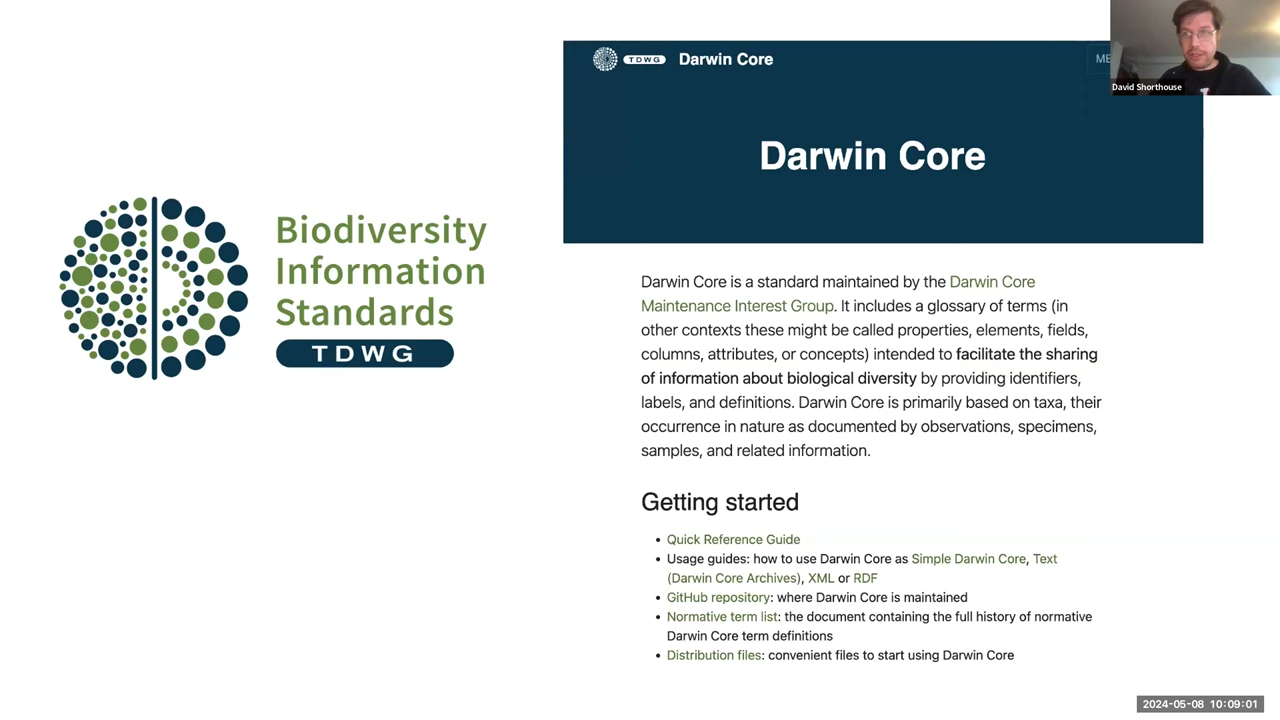 Biodiversity
Information
Standards
TDWG
TDWG Darwin Core
ME
David Shorthouse
Darwin Core
Darwin Core is a standard maintained by the Darwin Core
Maintenance Interest Group. It includes a glossary of terms (in
other contexts these might be called properties, elements, fields,
columns, attributes, or concepts) intended to facilitate the sharing
of information about biological diversity by providing identifiers,
labels, and definitions. Darwin Core is primarily based on taxa, their
occurrence in nature as documented by observations, specimens,
samples, and related information.
Getting started
• Quick Reference Guide
• Usage guides: how to use Darwin Core as Simple Darwin Core, Text
(Darwin Core Archives), XML or RDF
• GitHub repository: where Darwin Core is maintained
• Normative term list: the document containing the full history of normative
Darwin Core term definitions
• Distribution files: convenient files to start using Darwin Core
2024-05-08 10:09:01